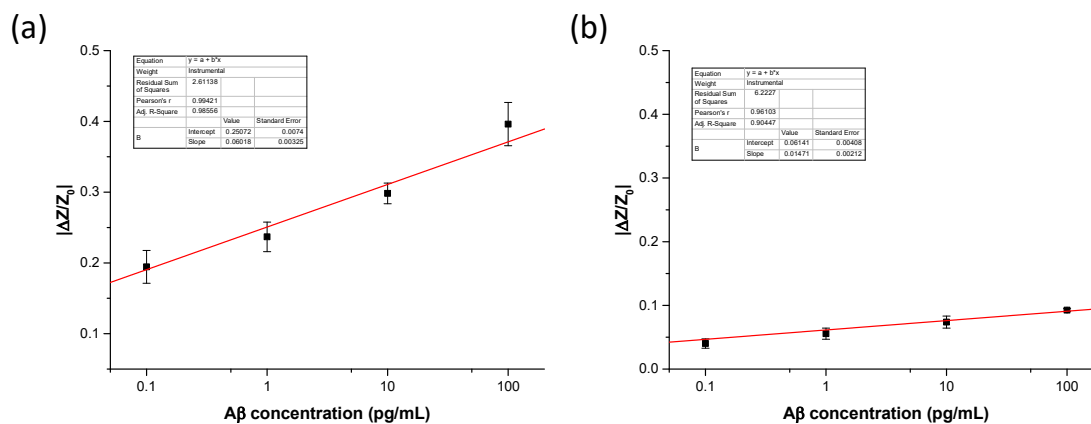 (a)
0.5
0.4
0.3
0.2
0.1
|ΔZ/Z₀|
Equation y = a + b*x
Weight Instrumental
Residual Sum of Squares 2.61138
Pearson's r 0.99421
Adj. R-Square 0.98556
Value Standard Error
B Intercept 0.25072 0.0074
Slope 0.06018 0.00325
0.1 1 10 100
Aβ concentration (pg/mL)
(b)
0.5
0.4
0.3
0.2
0.1
0.0
|ΔZ/Z₀|
Equation y = a + b*x
Weight Instrumental
Residual Sum of Squares 6.2227
Pearson's r 0.96103
Adj. R-Square 0.90447
Value Standard Error
B Intercept 0.06141 0.00408
Slope 0.01471 0.00212
0.1 1 10 100
Aβ concentration (pg/mL)